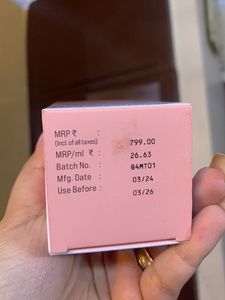 MRP ₹ : 799.00
(Incl. of all taxes)
MRP/ml ₹ : 26.63
Batch No. : B4MT01
Mfg. Date : 03/24
Use Before : 03/26